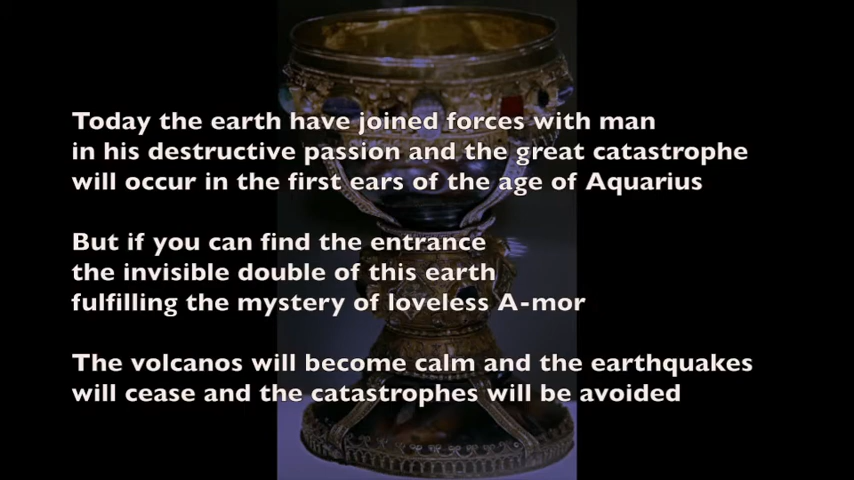 Today the earth have joined forces with man
in his destructive passion and the great catastrophe
will occur in the first ears of the age of Aquarius
But if you can find the entrance
the invisible double of this earth
fulfilling the mystery of loveless A-mor
The volcanos will become calm and the earthquakes
will cease and the catastrophes will be avoided